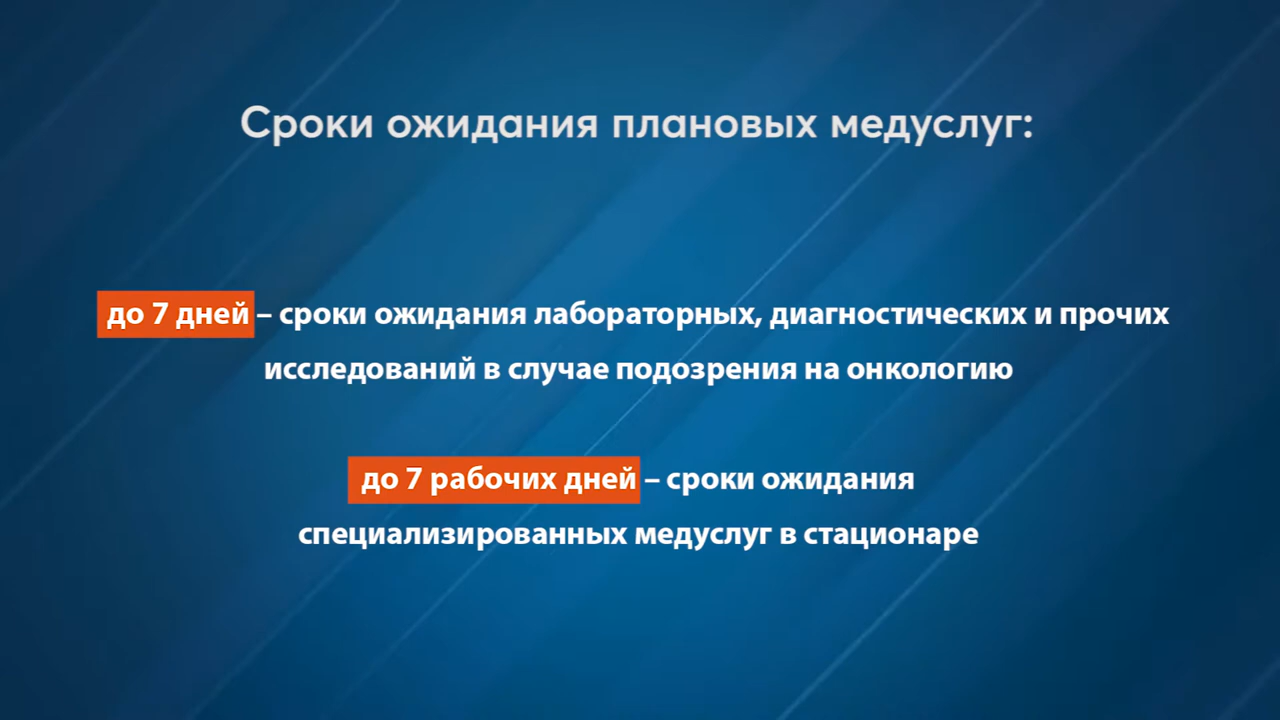 Сроки ожидания плановых медуслуг:
до 7 дней – сроки ожидания лабораторных, диагностических и прочих
исследований в случае подозрения на онкологию
до 7 рабочих дней – сроки ожидания
специализированных медуслуг в стационаре